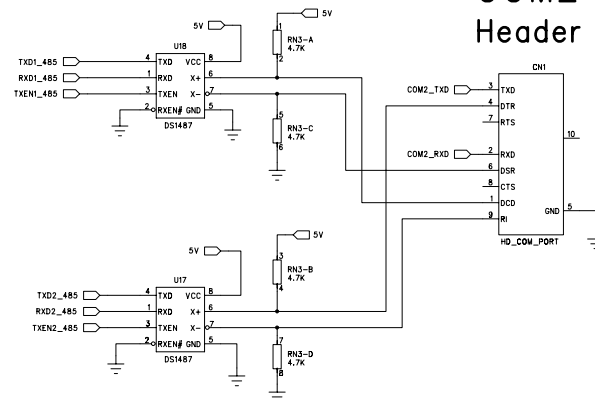 COM2
Header
5V
5V
U18
1
RN3-A
4.7K
2
TXD1_485
4 TXD VCC 8
RXD1_485
1 RXD X+ 6
TXEN1_485
3 TXEN X- 7
2 RXEN# GND 5
DS1487
5
RN3-C
4.7K
6
CN1
COM2_TXD
3 TXD
4 DTR
7 RTS
10
COM2_RXD
2 RXD
6 DSR
8 CTS
1 DCD
GND 5
9 RI
HD_COM_PORT
5V
5V
U17
3
RN3-B
4.7K
4
TXD2_485
4 TXD VCC 8
RXD2_485
1 RXD X+ 6
TXEN2_485
3 TXEN X- 7
2 RXEN# GND 5
DS1487
7
RN3-D
4.7K
8